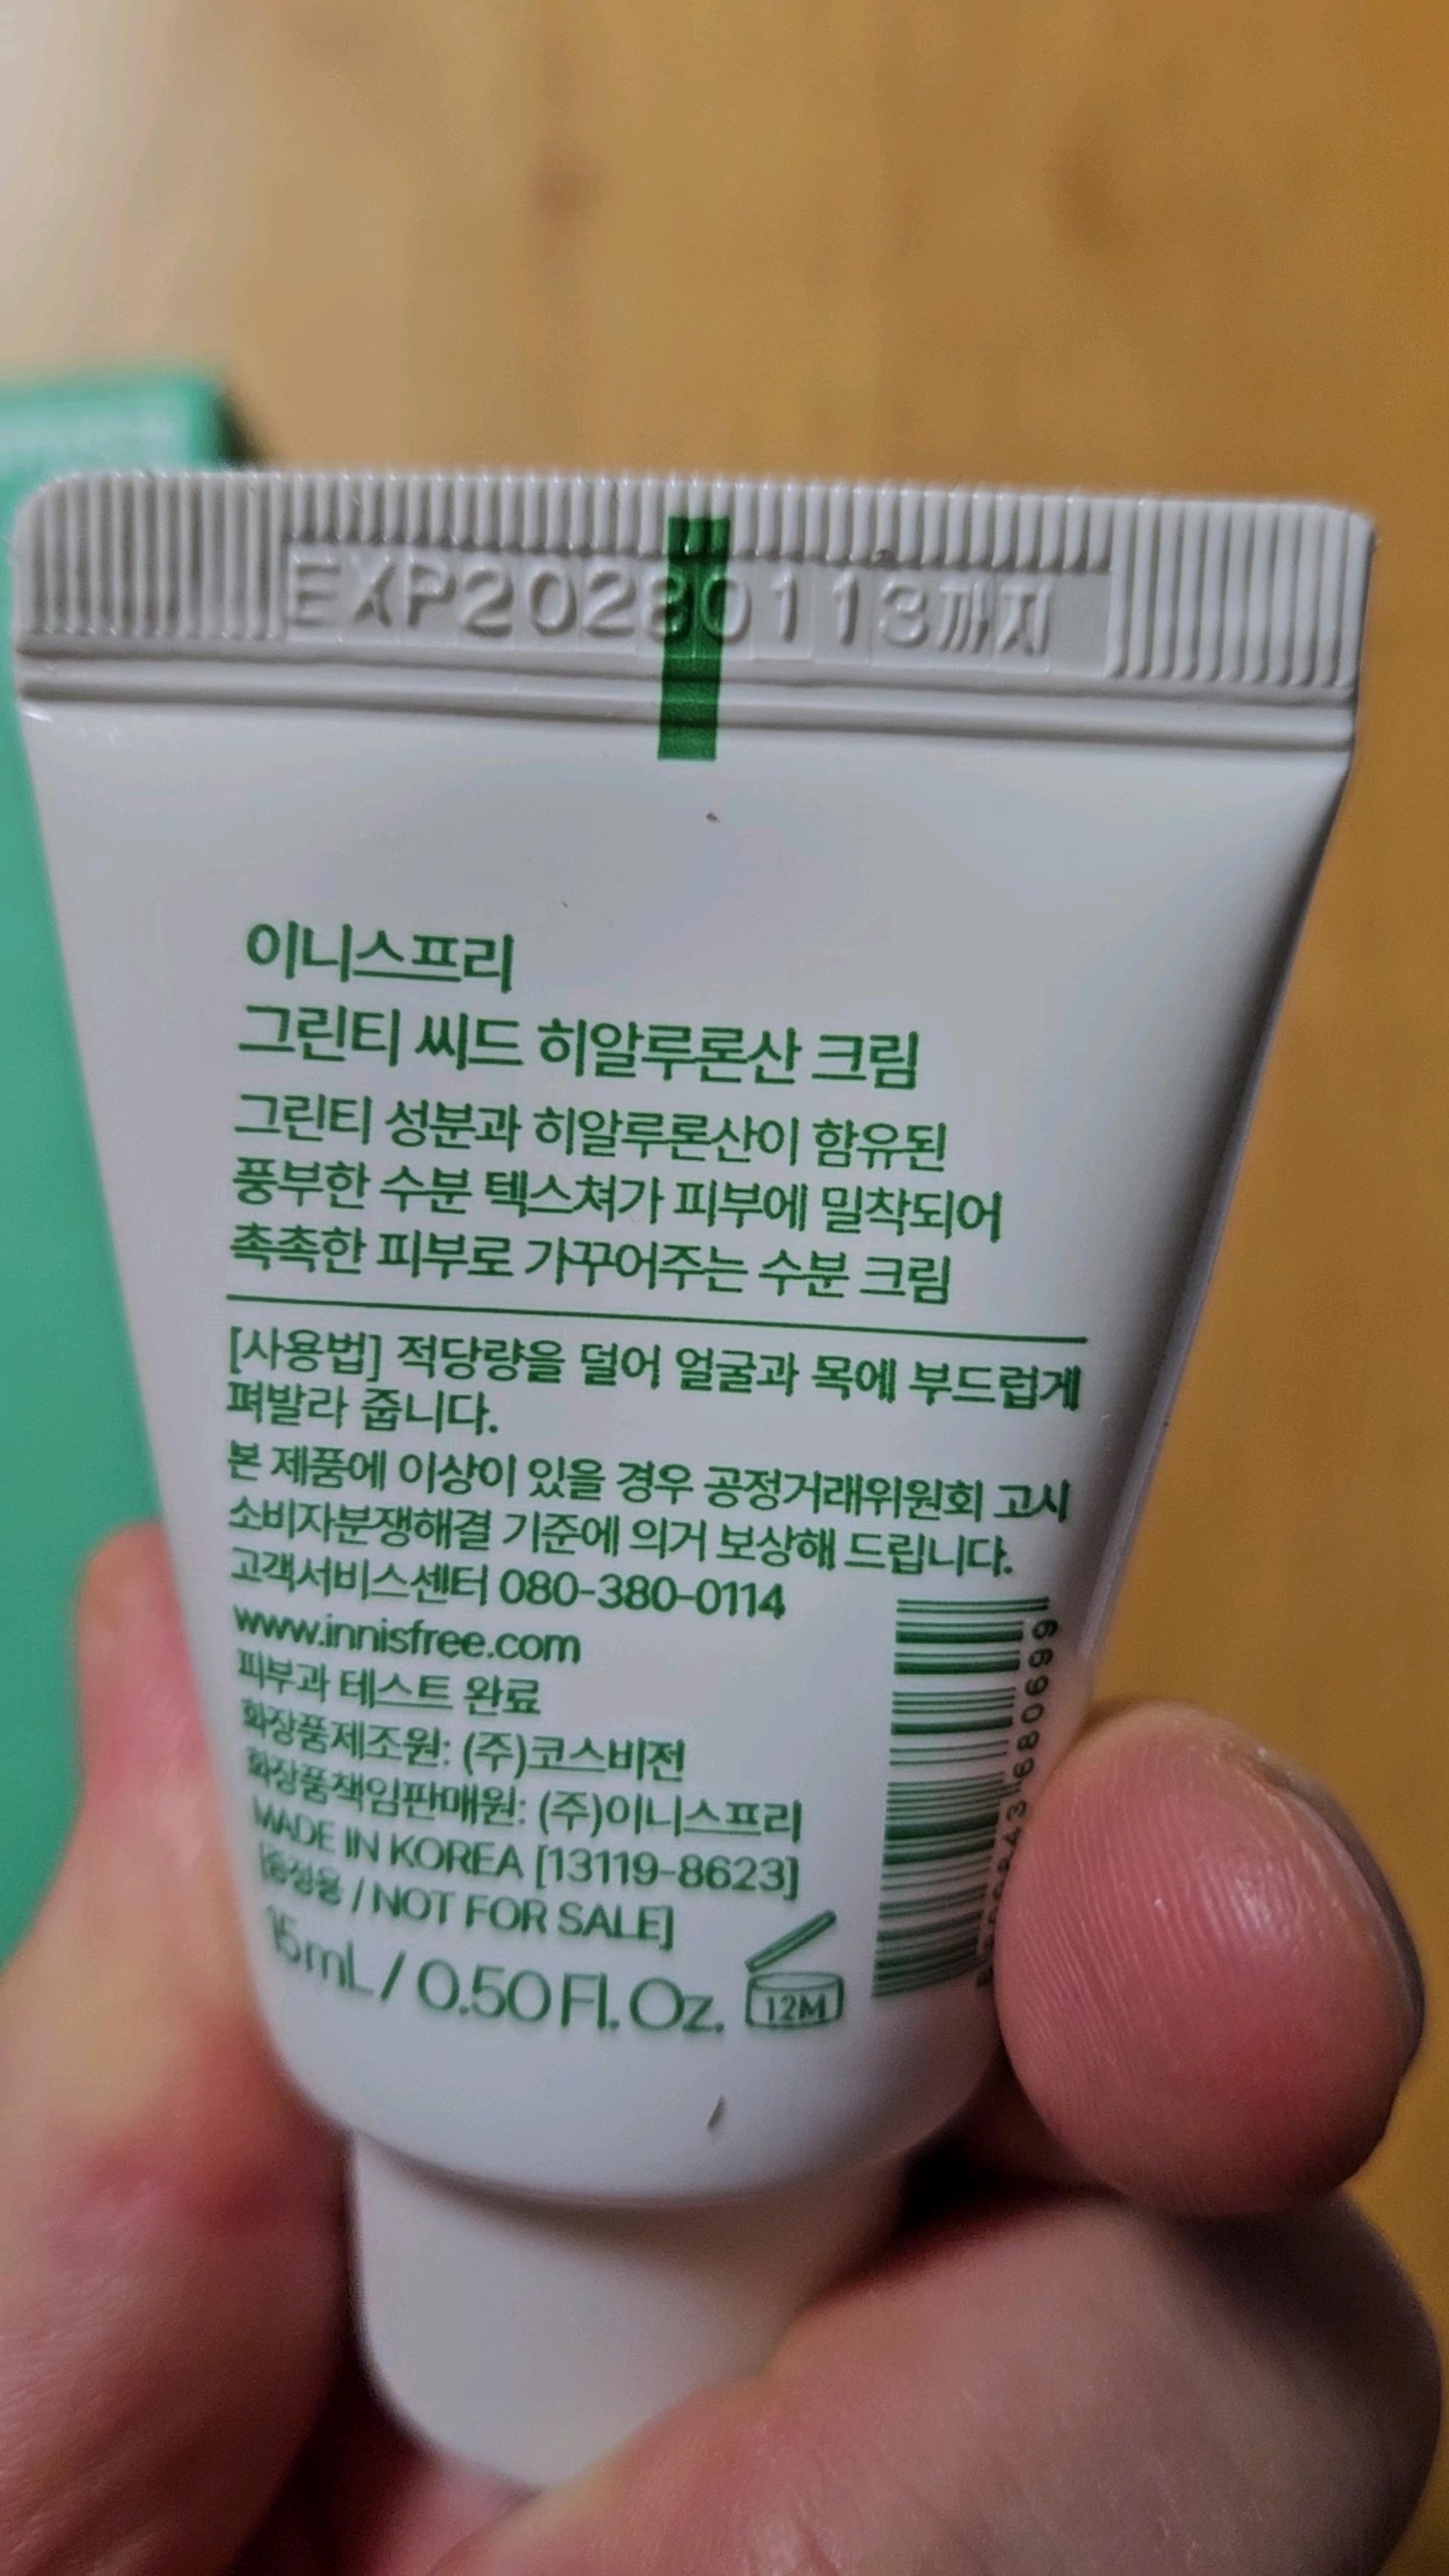 EXP20280113까지
이니스프리
그린티 씨드 히알루론산 크림
그린티 성분과 히알루론산이 함유된
풍부한 수분 텍스쳐가 피부에 밀착되어
촉촉한 피부로 가꾸어주는 수분 크림
[사용법] 적당량을 덜어 얼굴과 목에 부드럽게
펴발라 줍니다.
본 제품에 이상이 있을 경우 공정거래위원회 고시
소비자분쟁해결 기준에 의거 보상해 드립니다.
고객서비스센터 080-380-0114
www.innisfree.com
피부과 테스트 완료
화장품제조원: (주)코스비전
화장품책임판매원: (주)이니스프리
MADE IN KOREA [13119-8623]
[증정용 / NOT FOR SALE]
15mL / 0.50 Fl. Oz.
12M